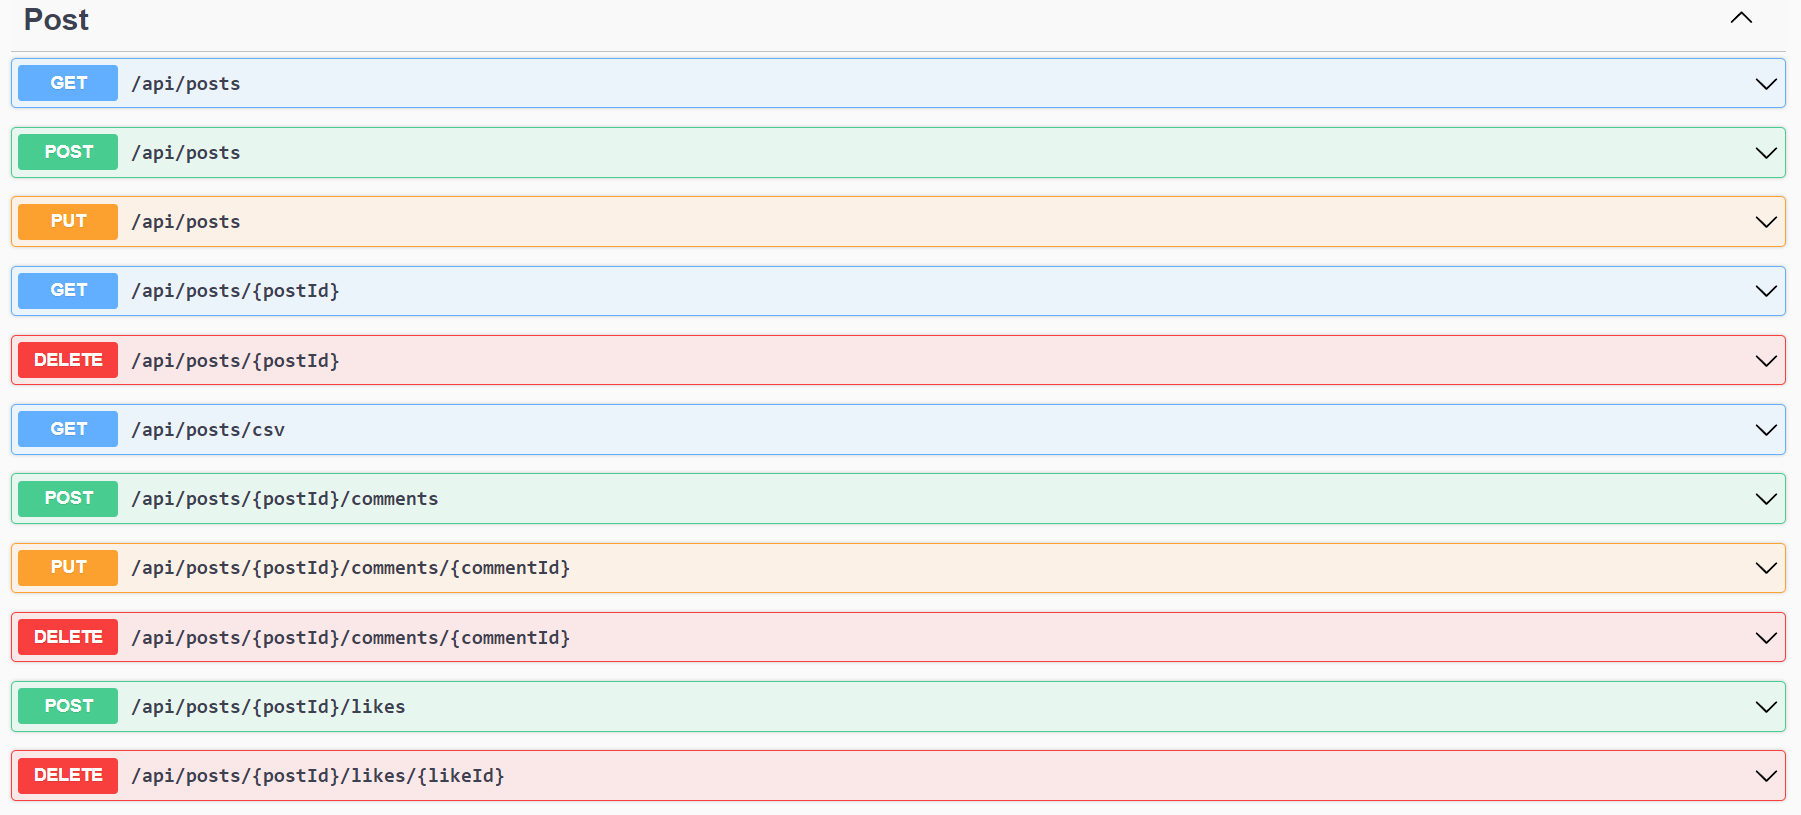 Post
GET /api/posts
POST /api/posts
PUT /api/posts
GET /api/posts/{postId}
DELETE /api/posts/{postId}
GET /api/posts/csv
POST /api/posts/{postId}/comments
PUT /api/posts/{postId}/comments/{commentId}
DELETE /api/posts/{postId}/comments/{commentId}
POST /api/posts/{postId}/likes
DELETE /api/posts/{postId}/likes/{likeId}